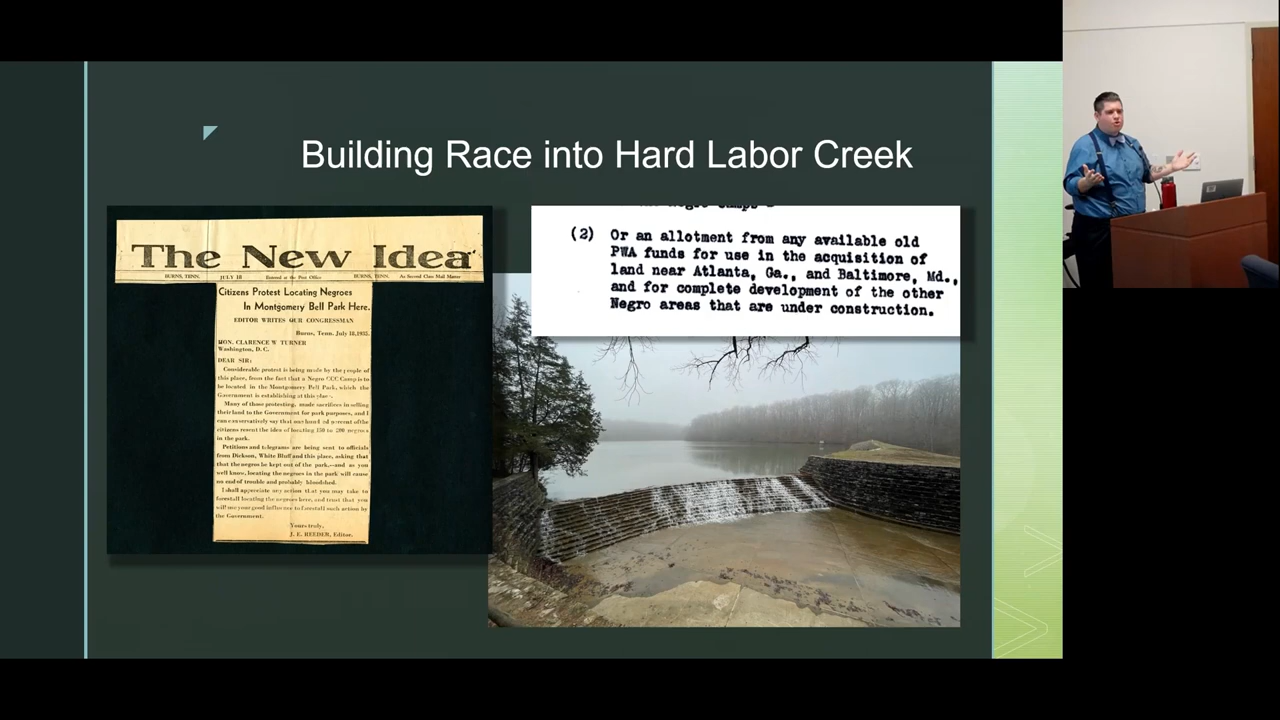 Building Race into Hard Labor Creek
The New Idea
BURNS, TENN.
JULY 18
Entered at the Post Office
BURNS, TENN.
As Second Class Mail Matter
Citizens Protest Locating Negroes
In Montgomery Bell Park Here.
EDITOR WRITES OUR CONGRESSMAN
Burns, Tenn. July 18, 1935.
HON. CLARENCE W TURNER
Washington, D. C.
DEAR SIR:
Considerable protest is being made by the people of
this place, from the fact that a Negro CCC Camp is to
be located in the Montgomery Bell Park, which the
Government is establishing at this place.
Many of those protesting, made sacrifices in selling
their land to the Government for park purposes, and I
can conservatively say that one hundred percent of the
citizens resent the idea of locating 150 to 200 negroes
in the park.
Petitions and telegrams are being sent to officials
from Dickson, White Bluff and this place, asking that
that the negroes be kept out of the park,—and as you
well know, locating the negroes in the park will cause
no end of trouble and probably bloodshed.
I shall appreciate any action that you may take to
forestall locating the negroes here, and trust that you
will use your good influence to forestall such action by
the Government.
Yours truly,
J. E. REEDER, Editor.
(2) Or an allotment from any available old
PWA funds for use in the acquisition of
land near Atlanta, Ga., and Baltimore, Md.,
and for complete development of the other
Negro areas that are under construction.